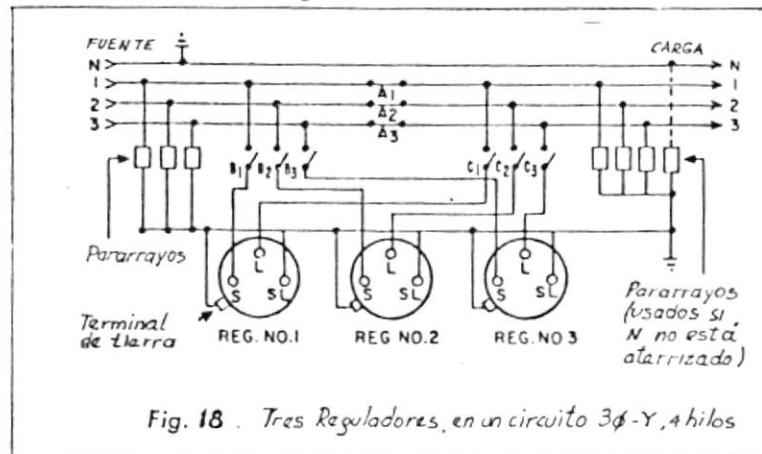 FUENTE
CARGA
N N
1 A1 1
2 A2 2
3 A3 3
B1 B2 B3 C1 C2 C3
Pararrayos
L L L
S SL S SL S SL
Terminal
de tierra
REG. NO.1 REG. NO.2 REG. NO 3
Pararrayos
(usados si
N no está
aterrizado)
Fig. 18 . Tres Reguladores, en un circuito 3ϕ-Y, 4 hilos